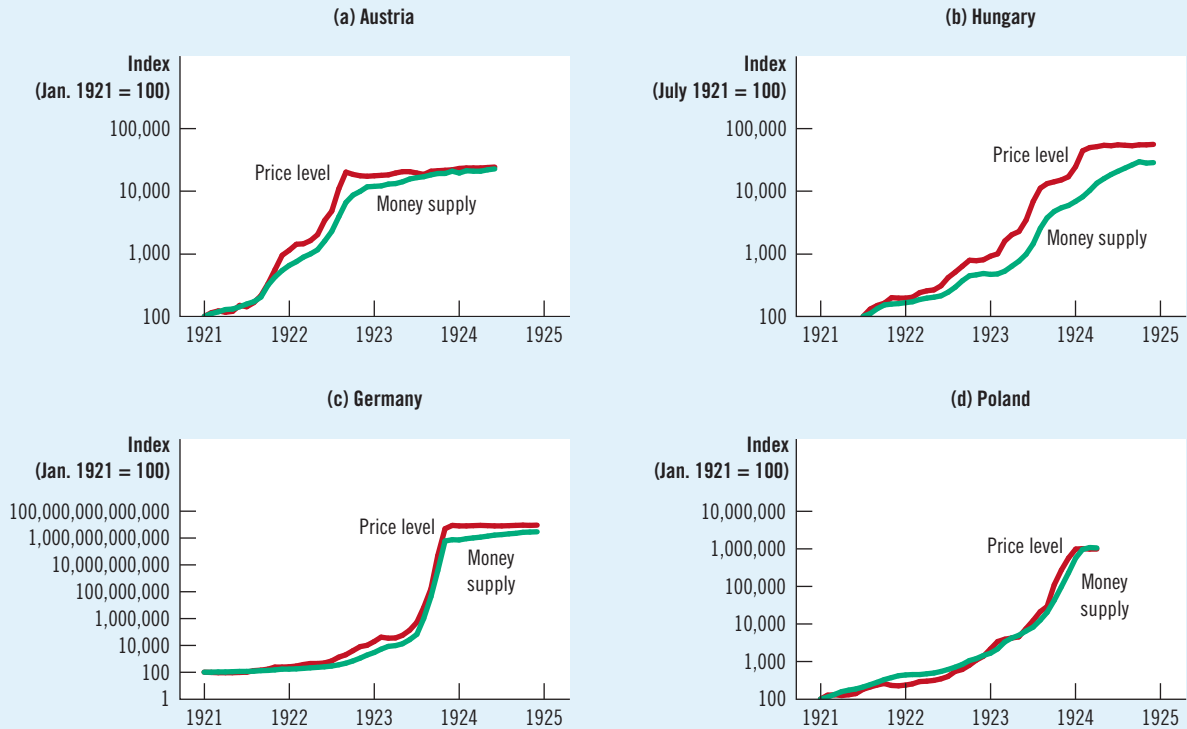 (a) Austria
Index
(Jan. 1921 = 100)
100,000
10,000
1,000
100
Price level
Money supply
1921 1922 1923 1924 1925
(b) Hungary
Index
(July 1921 = 100)
100,000
10,000
1,000
100
Price level
Money supply
1921 1922 1923 1924 1925
(c) Germany
Index
(Jan. 1921 = 100)
100,000,000,000,000
1,000,000,000,000
10,000,000,000
100,000,000
1,000,000
10,000
100
1
Price level
Money
supply
1921 1922 1923 1924 1925
(d) Poland
Index
(Jan. 1921 = 100)
10,000,000
1,000,000
100,000
10,000
1,000
100
Price level
Money
supply
1921 1922 1923 1924 1925